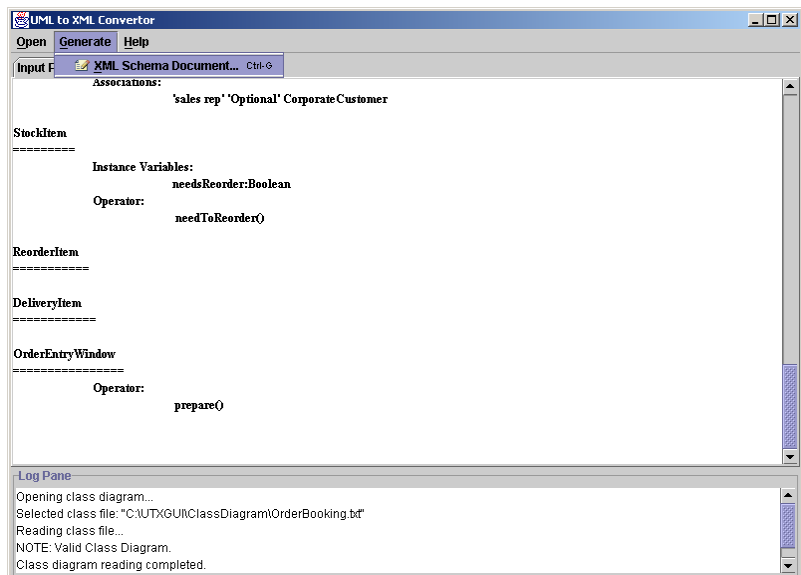 UML to XML Convertor
Open Generate Help
Input F
XML Schema Document... Ctrl-G
Associations:
'sales rep' 'Optional' CorporateCustomer
StockItem
=========
Instance Variables:
needsReorder:Boolean
Operator:
needToReorder()
ReorderItem
===========
DeliveryItem
============
OrderEntryWindow
================
Operator:
prepare()
Log Pane
Opening class diagram...
Selected class file: "C:\UTXGUI\ClassDiagram\OrderBooking.txt"
Reading class file...
NOTE: Valid Class Diagram.
Class diagram reading completed.